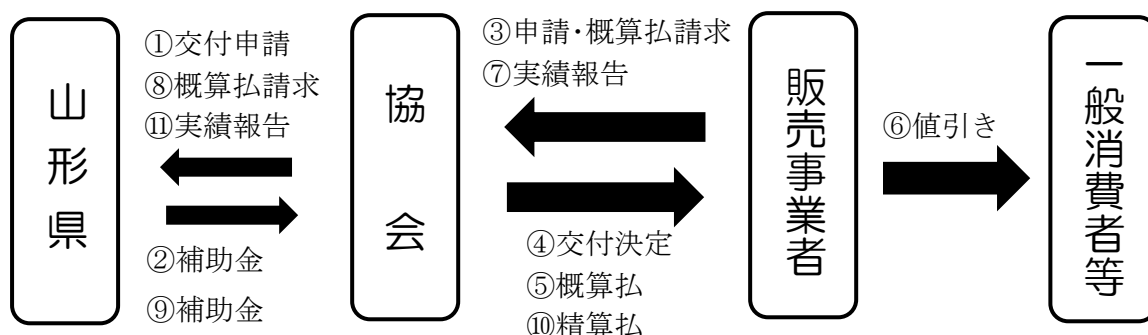 山形県
①交付申請
⑧概算払請求
⑪実績報告
②補助金
⑨補助金
協会
③申請・概算払請求
⑦実績報告
④交付決定
⑤概算払
⑩精算払
販売事業者
⑥値引き
一般消費者等